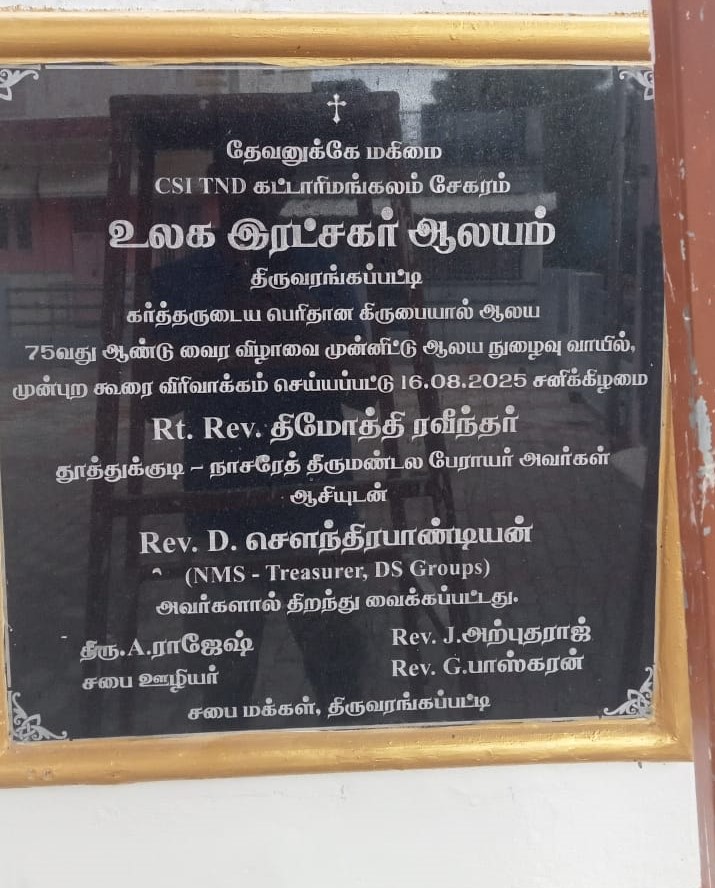 தேவனுக்கே மகிமை
CSI TND கட்டாரிமங்கலம் சேகரம்
உலக இரட்சகர் ஆலயம்
திருவரங்கப்பட்டி
கர்த்தருடைய பெரிதான கிருபையால் ஆலய
75வது ஆண்டு வைர விழாவை முன்னிட்டு ஆலய நுழைவு வாயில்,
முன்புற கூரை விரிவாக்கம் செய்யப்பட்டு 16.08.2025 சனிக்கிழமை
Rt. Rev. திமோத்தி ரவீந்தர்
தூத்துக்குடி – நாசரேத் திருமண்டல பேராயர் அவர்கள்
ஆசியுடன்
Rev. D. சௌந்திரபாண்டியன்
(NMS - Treasurer, DS Groups)
அவர்களால் திறந்து வைக்கப்பட்டது.
திரு.A.ராஜேஷ்
சபை ஊழியர்
Rev. J.அற்புதராஜ்
Rev. G.பாஸ்கரன்
சபை மக்கள், திருவரங்கப்பட்டி